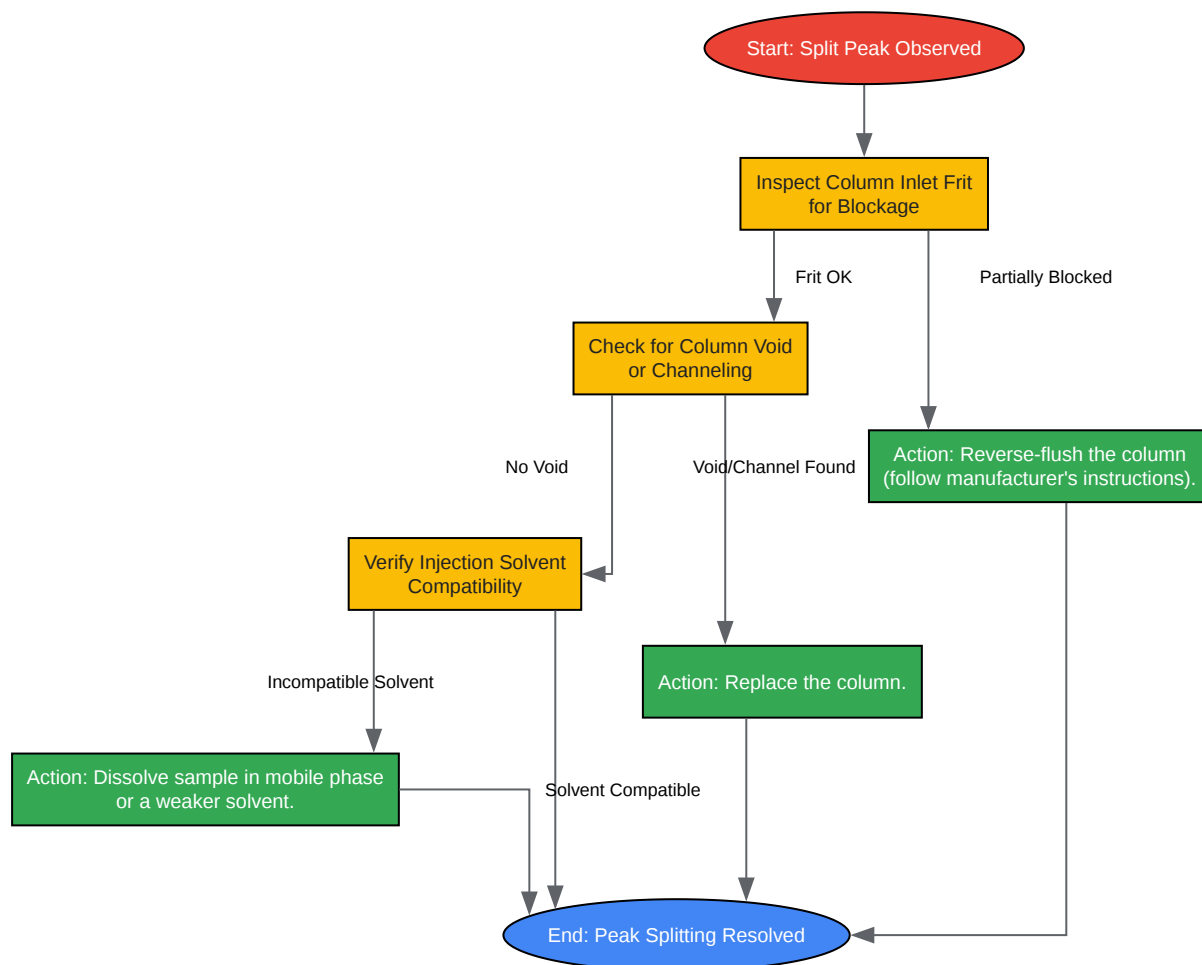 Start: Split Peak Observed
Inspect Column Inlet Frit
for Blockage
Frit OK
Partially Blocked
Check for Column Void
or Channeling
No Void
Void/Channel Found
Action: Reverse-flush the column
(follow manufacturer's instructions).
Verify Injection Solvent
Compatibility
Incompatible Solvent
Action: Replace the column.
Action: Dissolve sample in mobile phase
or a weaker solvent.
Solvent Compatible
End: Peak Splitting Resolved